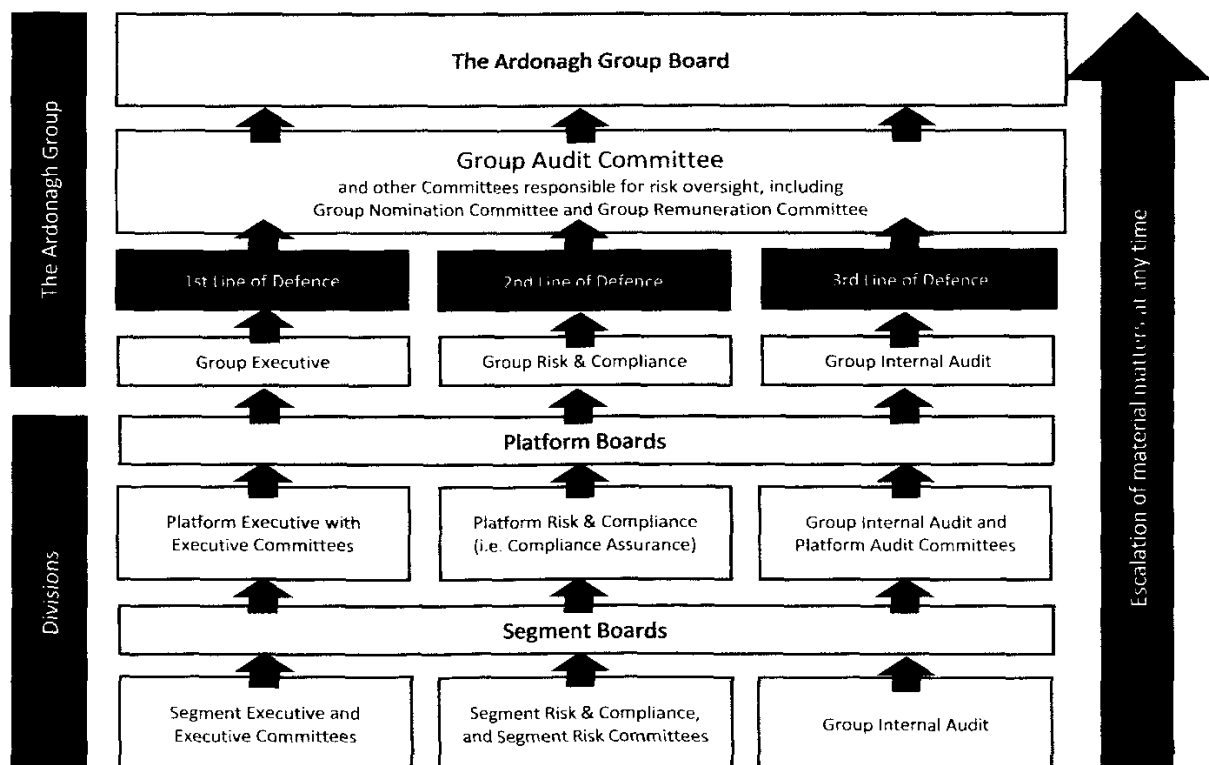 The Ardonagh Group
The Ardonagh Group Board
Group Audit Committee
and other Committees responsible for risk oversight, including
Group Nomination Committee and Group Remuneration Committee
1st Line of Defence
2nd Line of Defence
3rd Line of Defence
Group Executive
Group Risk & Compliance
Group Internal Audit
Divisions
Platform Boards
Platform Executive with
Executive Committees
Platform Risk & Compliance
(i.e. Compliance Assurance)
Group Internal Audit and
Platform Audit Committees
Segment Boards
Segment Executive and
Executive Committees
Segment Risk & Compliance,
and Segment Risk Committees
Group Internal Audit
Escalation of material matters at any time